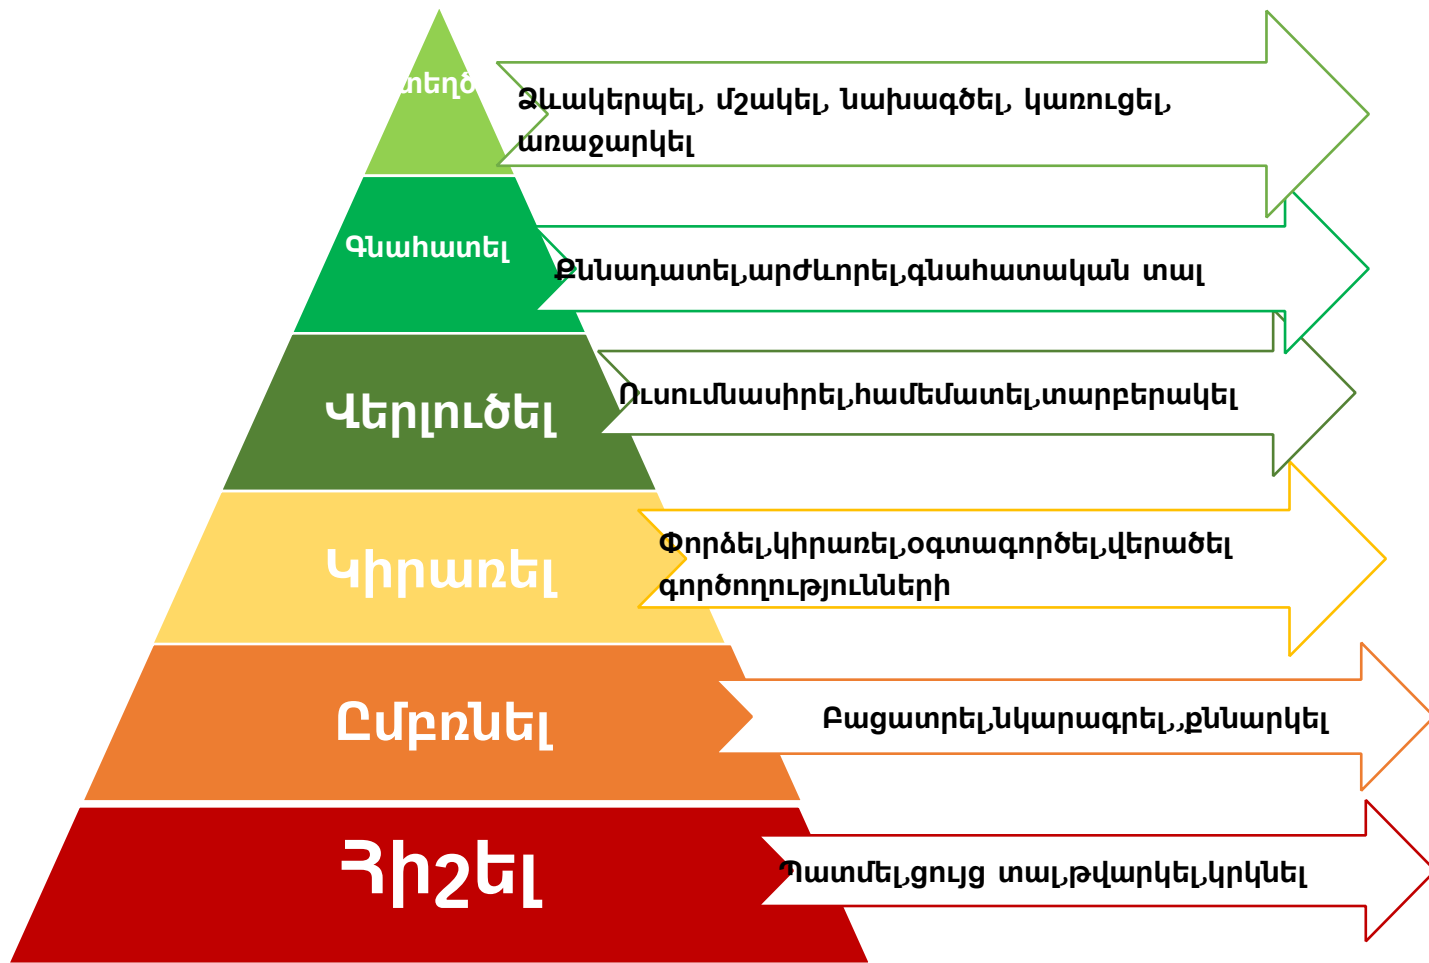 տեղծ
Ձևակերպել, մշակել, նախագծել, կառուցել,
առաջարկել
Գնահատել
Քննադատել,արժևորել,գնահատական տալ
Վերլուծել
Ուսումնասիրել,համեմատել,տարբերակել
Կիրառել
Փորձել,կիրառել,օգտագործել,վերածել
գործողությունների
Ըմբռնել
Բացատրել,նկարագրել,,քննարկել
Հիշել
Պատմել,ցույց տալ,թվարկել,կրկնել